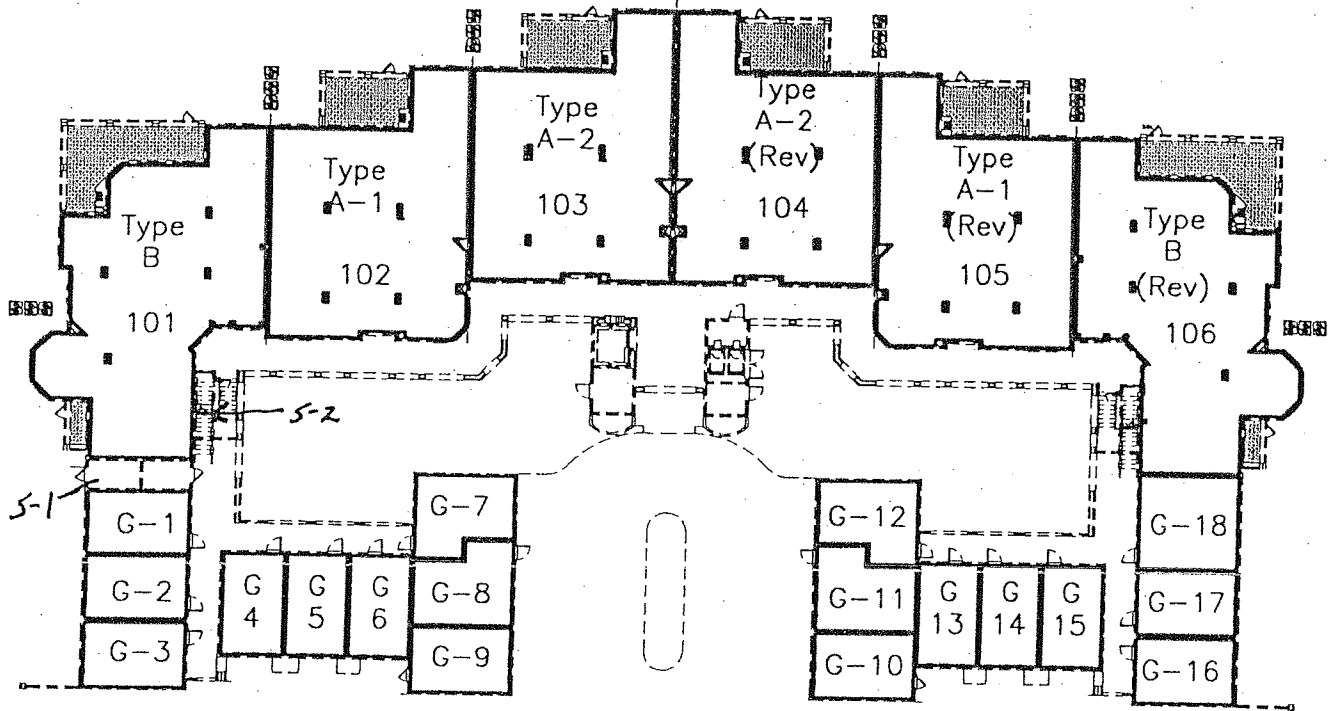 Type
A-2
103
Type
A-2
(Rev)
104
Type
A-1
102
Type
A-1
(Rev)
105
Type
B
101
Type
B
(Rev)
106
S-2
S-1
G-1
G-2
G-3
G
4
G
5
G
6
G-7
G-8
G-9
G-12
G-11
G-10
G
13
G
14
G
15
G-18
G-17
G-16